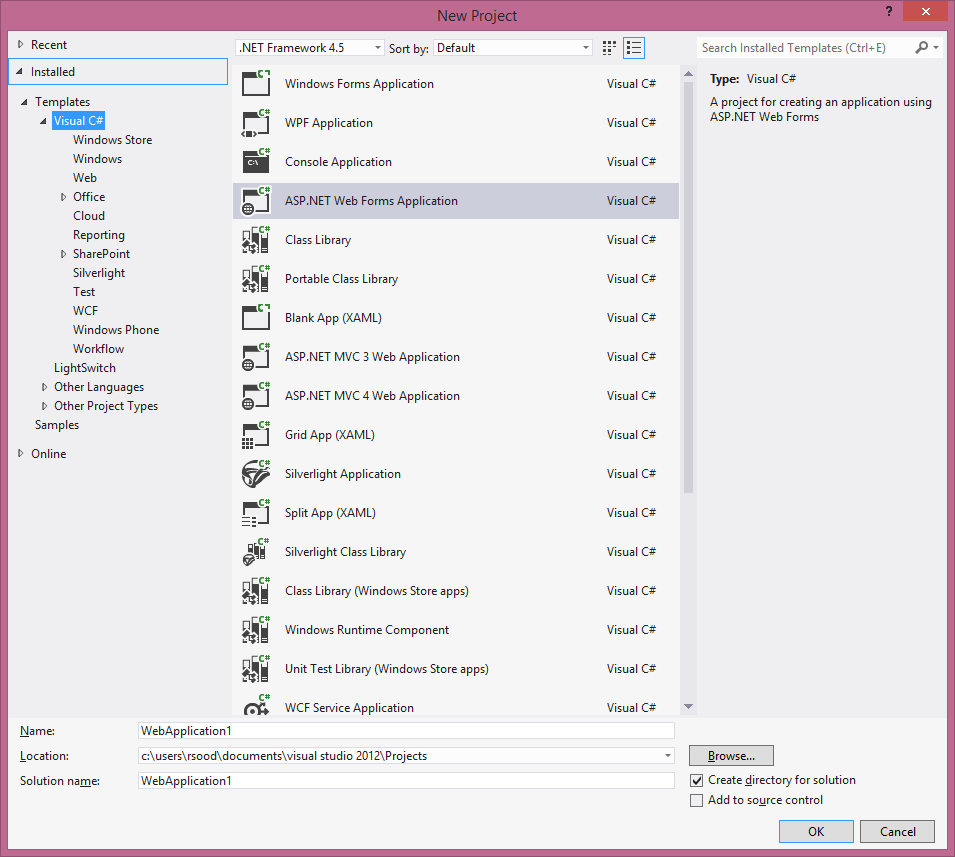 New Project
?
Recent
Installed
Templates
Visual C#
Windows Store
Windows
Web
Office
Cloud
Reporting
SharePoint
Silverlight
Test
WCF
Windows Phone
Workflow
LightSwitch
Other Languages
Other Project Types
Samples
Online
.NET Framework 4.5 Sort by: Default
Windows Forms Application Visual C#
WPF Application Visual C#
Console Application Visual C#
ASP.NET Web Forms Application Visual C#
Class Library Visual C#
Portable Class Library Visual C#
Blank App (XAML) Visual C#
ASP.NET MVC 3 Web Application Visual C#
ASP.NET MVC 4 Web Application Visual C#
Grid App (XAML) Visual C#
Silverlight Application Visual C#
Split App (XAML) Visual C#
Silverlight Class Library Visual C#
Class Library (Windows Store apps) Visual C#
Windows Runtime Component Visual C#
Unit Test Library (Windows Store apps) Visual C#
WCF Service Application Visual C#
Search Installed Templates (Ctrl+E)
Type: Visual C#
A project for creating an application using
ASP.NET Web Forms
Name: WebApplication1
Location: c:\users\rsood\documents\visual studio 2012\Projects
Browse...
Solution name: WebApplication1
Create directory for solution
Add to source control
OK Cancel